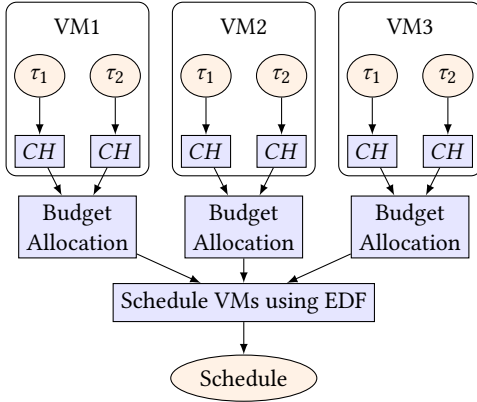 VM1 VM2 VM3
τ1 τ2 τ1 τ2 τ1 τ2
CH CH CH CH CH CH
Budget Budget Budget
Allocation Allocation Allocation
Schedule VMs using EDF
Schedule